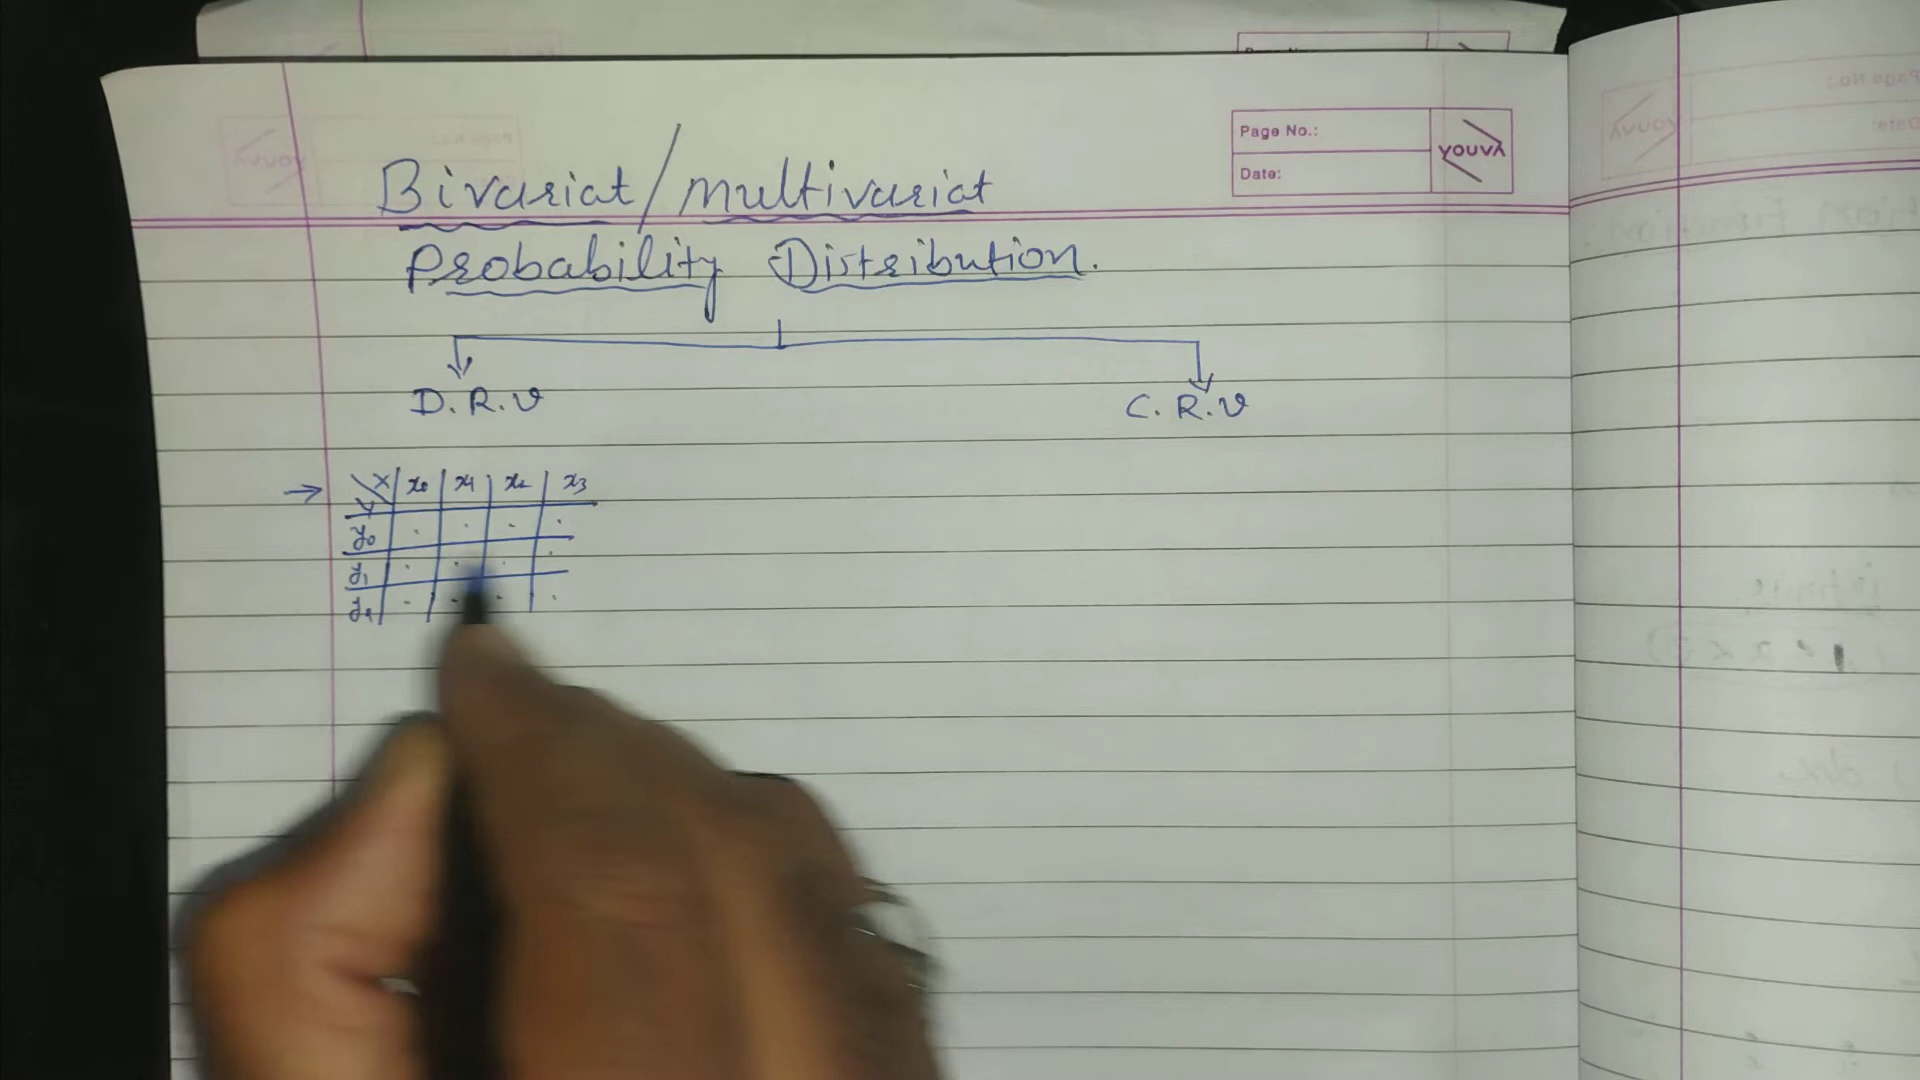 Page No.:
Date:
youva
Bivariat/multivariat
Probability Distribution.
D.R.V
C.R.V
→ X x₀ x₁ x₂ x₃
Y
y₀ . . . .
y₁ . . . .
y₂ . . . .